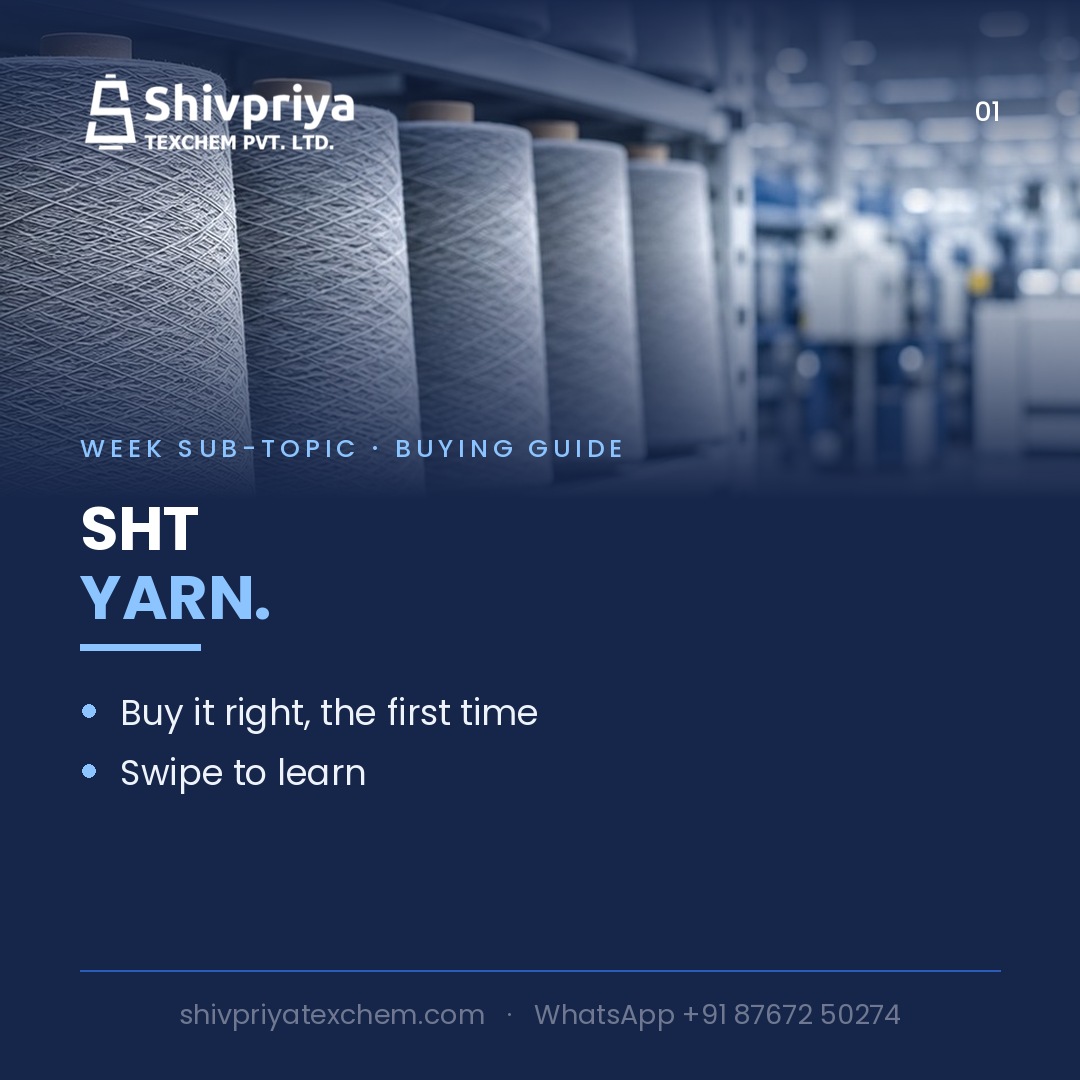 Shivpriya
TEXCHEM PVT. LTD.
01
WEEK SUB-TOPIC · BUYING GUIDE
SHT
YARN.
• Buy it right, the first time
• Swipe to learn
shivpriyatexchem.com · WhatsApp +91 87672 50274